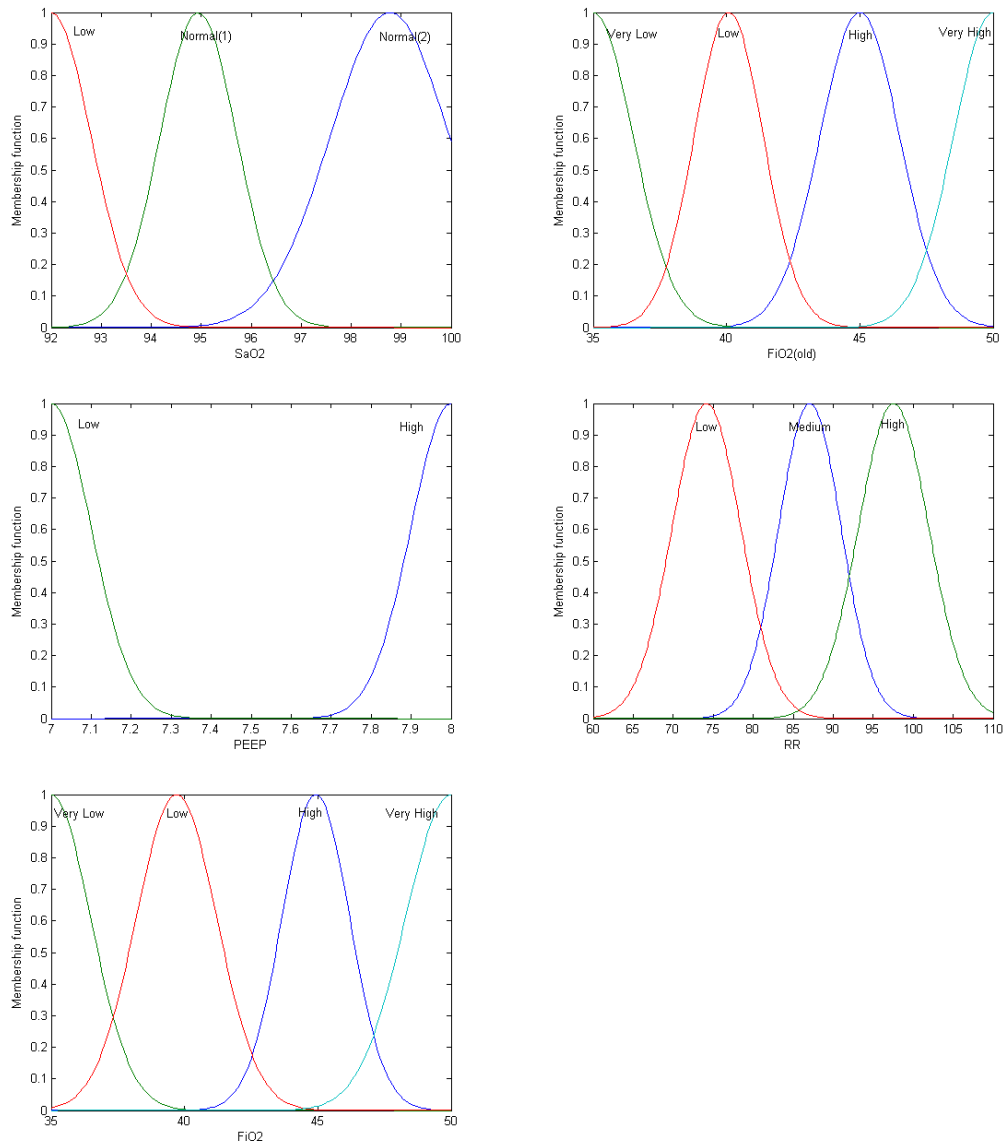 Low Normal(1) Normal(2)
Membership function
1
0.9
0.8
0.7
0.6
0.5
0.4
0.3
0.2
0.1
0
92 93 94 95 96 97 98 99 100
SaO2
Very Low Low High Very High
Membership function
1
0.9
0.8
0.7
0.6
0.5
0.4
0.3
0.2
0.1
0
35 40 45 50
FiO2(old)
Low High
Membership function
1
0.9
0.8
0.7
0.6
0.5
0.4
0.3
0.2
0.1
0
7 7.1 7.2 7.3 7.4 7.5 7.6 7.7 7.8 7.9 8
PEEP
Low Medium High
Membership function
1
0.9
0.8
0.7
0.6
0.5
0.4
0.3
0.2
0.1
0
60 65 70 75 80 85 90 95 100 105 110
RR
Very Low Low High Very High
Membership function
1
0.9
0.8
0.7
0.6
0.5
0.4
0.3
0.2
0.1
0
35 40 45 50
FiO2